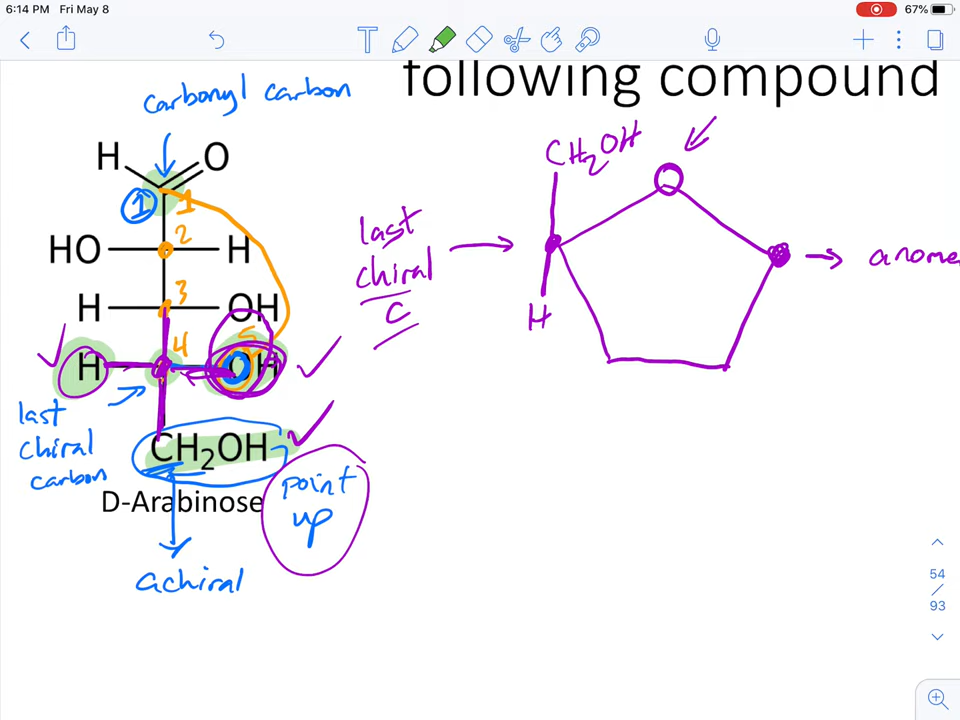 6:14 PM Fri May 8
67%
following compound
carbonyl carbon
H O
1 1
2
HO H
3
H OH
4 5
H OH
CH2OH
D-Arabinose
last
chiral
carbon
point
up
achiral
last
chiral
C
CH2OH
H
O
anome
54
/
93